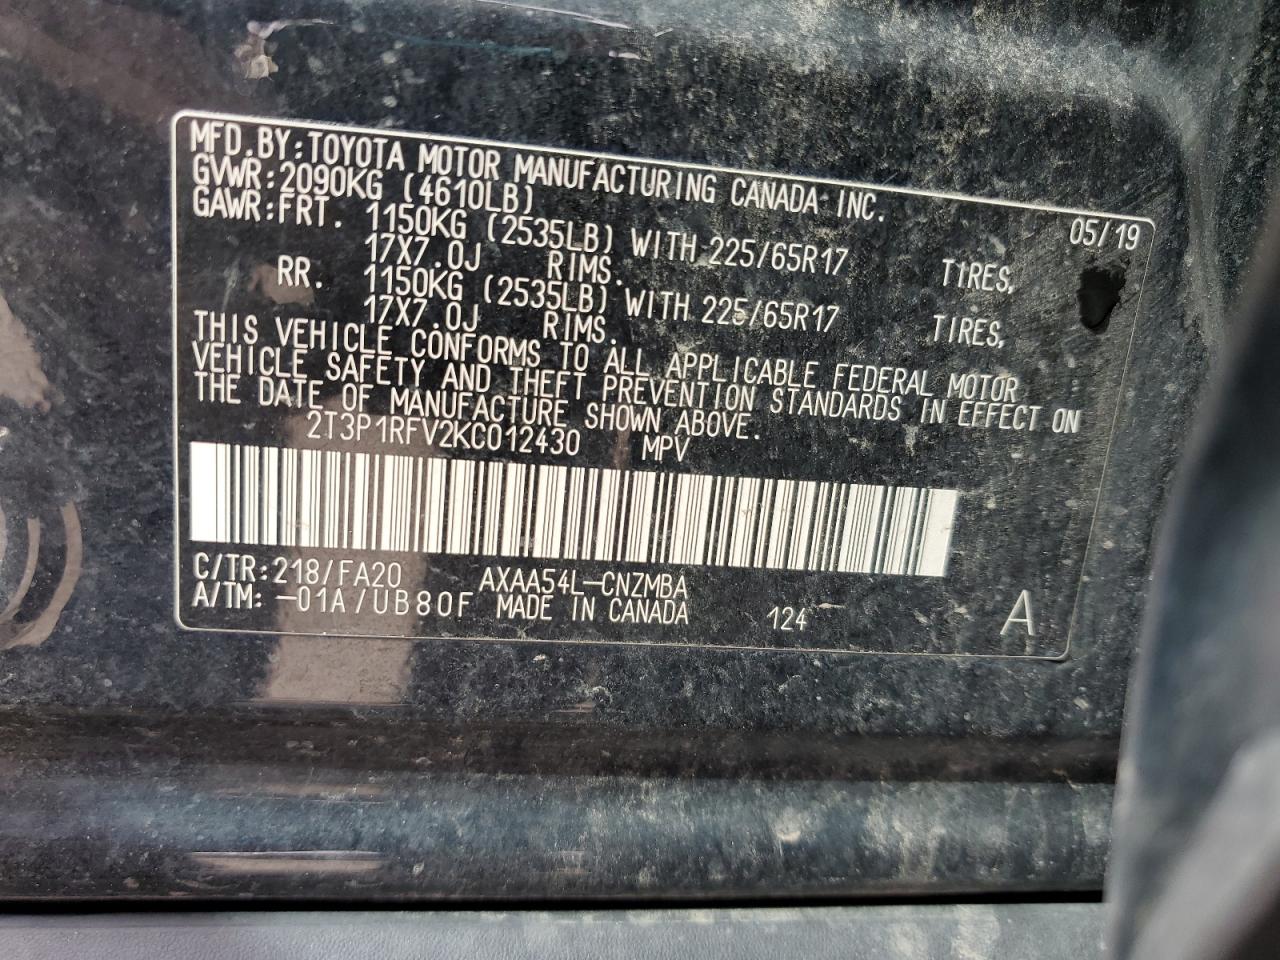 MFD.BY:TOYOTA MOTOR MANUFACTURING CANADA INC. 05/19
GVWR:2090KG (4610LB)
GAWR:FRT. 1150KG (2535LB) WITH 225/65R17 TIRES,
17X7.0J RIMS.
RR. 1150KG (2535LB) WITH 225/65R17 TIRES,
17X7.0J RIMS.
THIS VEHICLE CONFORMS TO ALL APPLICABLE FEDERAL MOTOR
VEHICLE SAFETY AND THEFT PREVENTION STANDARDS IN EFFECT ON
THE DATE OF MANUFACTURE SHOWN ABOVE.
2T3P1RFV2KC012430 MPV
C/TR:218/FA20 AXAA54L-CNZMBA
A/TM: -01A/UB80F MADE IN CANADA 124 A